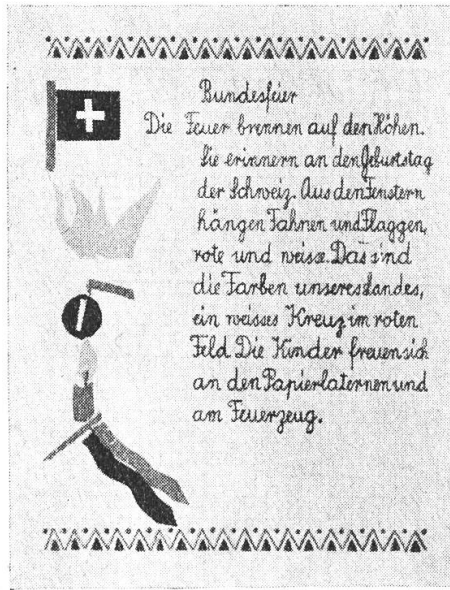 Bundesfeier
Die Feuer brennen auf den Höhen.
Sie erinnern an den Geburtstag
der Schweiz. Aus den Fenstern
hängen Fahnen und Flaggen,
rote und weisse. Das sind
die Farben unseres Landes,
ein weisses Kreuz im roten
Feld. Die Kinder freuen sich
an den Papierlaternen und
am Feuerzeug.